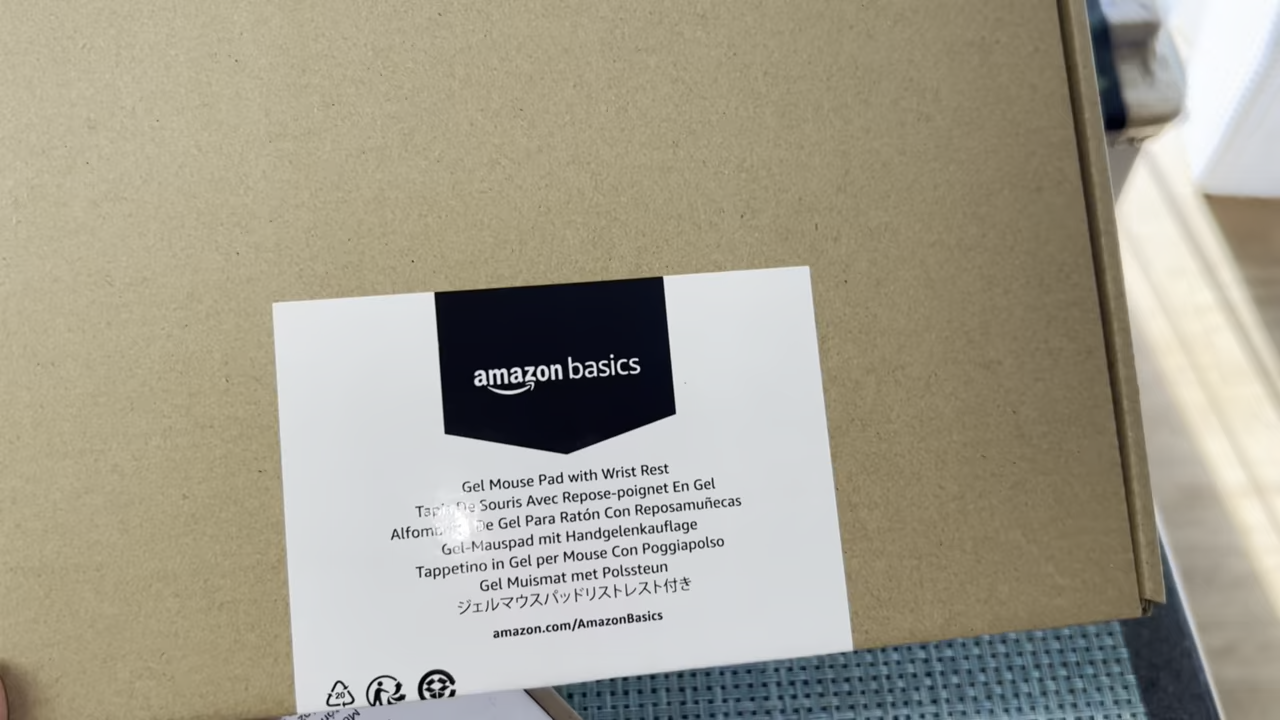 amazon basics
Gel Mouse Pad with Wrist Rest
De Souris Avec Repose-poignet En Gel
De Gel Para Ratón Con Reposamuñecas
Gel-Mauspad mit Handgelenkauflage
Tappetino in Gel per Mouse Con Poggiapolso
Gel Muismat met Polssteun
ジェルマウスパッドリストレスト付き
amazon.com/AmazonBasics
20